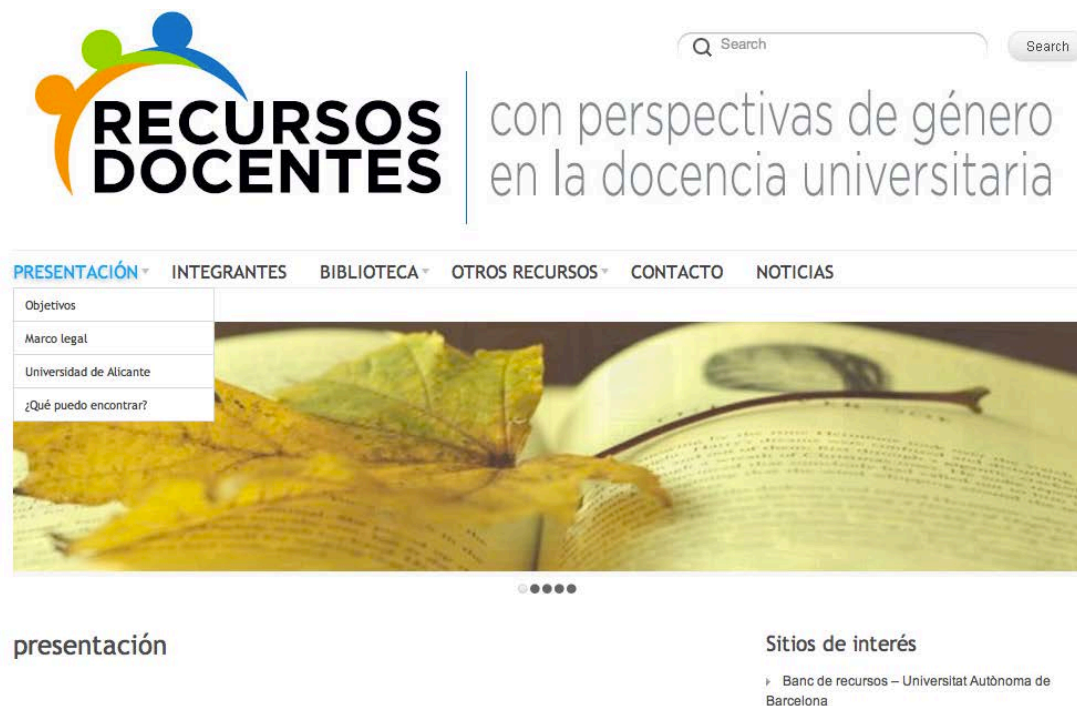 Search
Search
RECURSOS
DOCENTES
con perspectivas de género
en la docencia universitaria
PRESENTACIÓN INTEGRANTES BIBLIOTECA OTROS RECURSOS CONTACTO NOTICIAS
Objetivos
Marco legal
Universidad de Alicante
¿Qué puedo encontrar?
presentación
Sitios de interés
Banc de recursos – Universitat Autònoma de
Barcelona